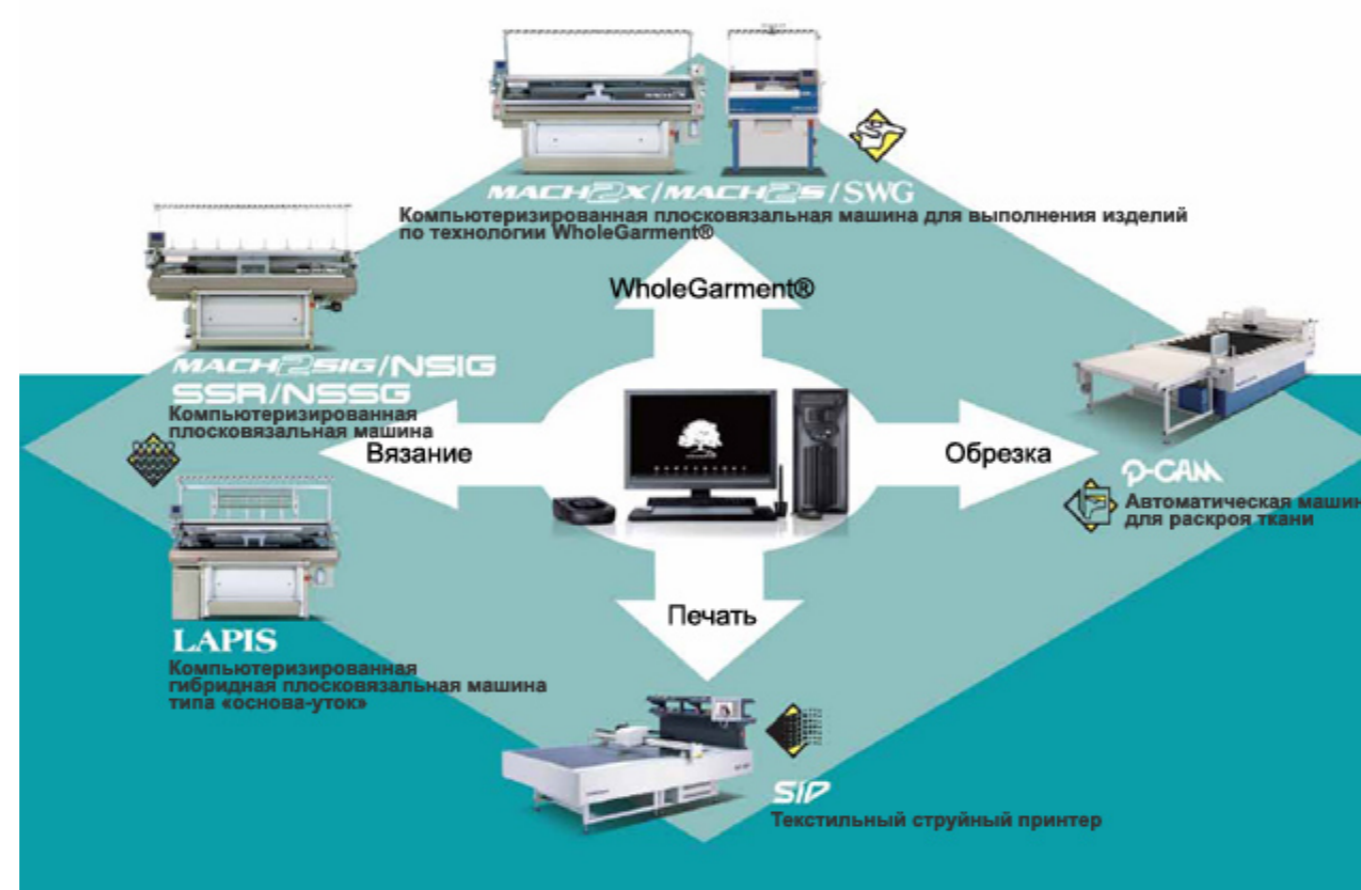 MACH2X/MACH2S/SWG
Компьютеризированная плосковязальная машина для выполнения изделий
по технологии WholeGarment®
WholeGarment®
MACH2SIG/NSIG
SSR/NSSG
Компьютеризированная
плосковязальная машина
Вязание
Обрезка
P-CAM
Автоматическая машин
для раскроя ткани
LAPIS
Компьютеризированная
гибридная плосковязальная машина
типа «основа-уток»
Печать
SIP
Текстильный струйный принтер